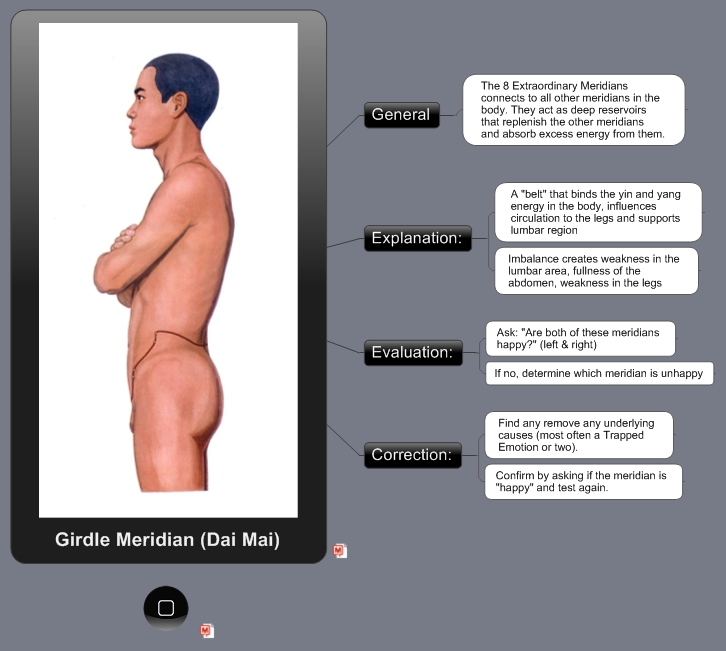 General
The 8 Extraordinary Meridians
connects to all other meridians in the
body. They act as deep reservoirs
that replenish the other meridians
and absorb excess energy from them.
Explanation:
A "belt" that binds the yin and yang
energy in the body, influences
circulation to the legs and supports
lumbar region
Imbalance creates weakness in the
lumbar area, fullness of the
abdomen, weakness in the legs
Evaluation:
Ask: "Are both of these meridians
happy?" (left & right)
If no, determine which meridian is unhappy
Correction:
Find any remove any underlying
causes (most often a Trapped
Emotion or two).
Confirm by asking if the meridian is
"happy" and test again.
Girdle Meridian (Dai Mai)